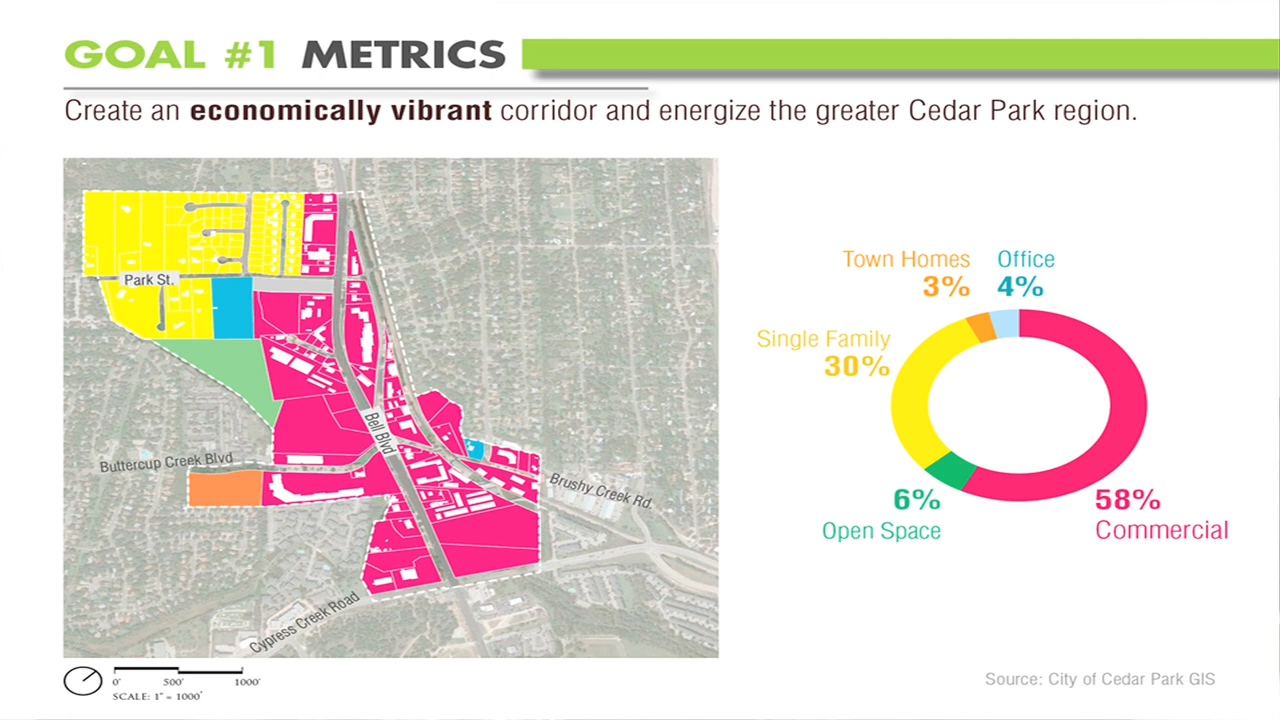 GOAL #1 METRICS
Create an economically vibrant corridor and energize the greater Cedar Park region.
Park St.
Bell Blvd
Buttercup Creek Blvd
Brushy Creek Rd.
Cypress Creek Road
Town Homes
3%
Office
4%
Single Family
30%
6%
Open Space
58%
Commercial
0' 500' 1000'
SCALE: 1" = 1000'
Source: City of Cedar Park GIS